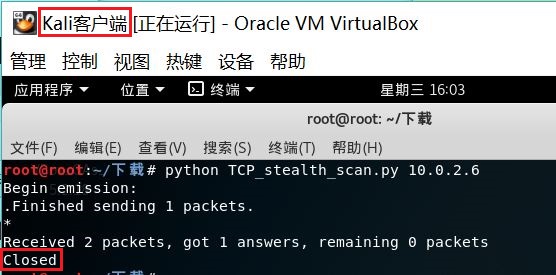 Kali客户端 [正在运行] - Oracle VM VirtualBox
管理 控制 视图 热键 设备 帮助
应用程序 位置 终端 星期三 16:03
root@root: ~/下载
文件(F) 编辑(E) 查看(V) 搜索(S) 终端(T) 帮助(H)
root@root:~/下载# python TCP_stealth_scan.py 10.0.2.6
Begin emission:
.Finished sending 1 packets.
*
Received 2 packets, got 1 answers, remaining 0 packets
Closed